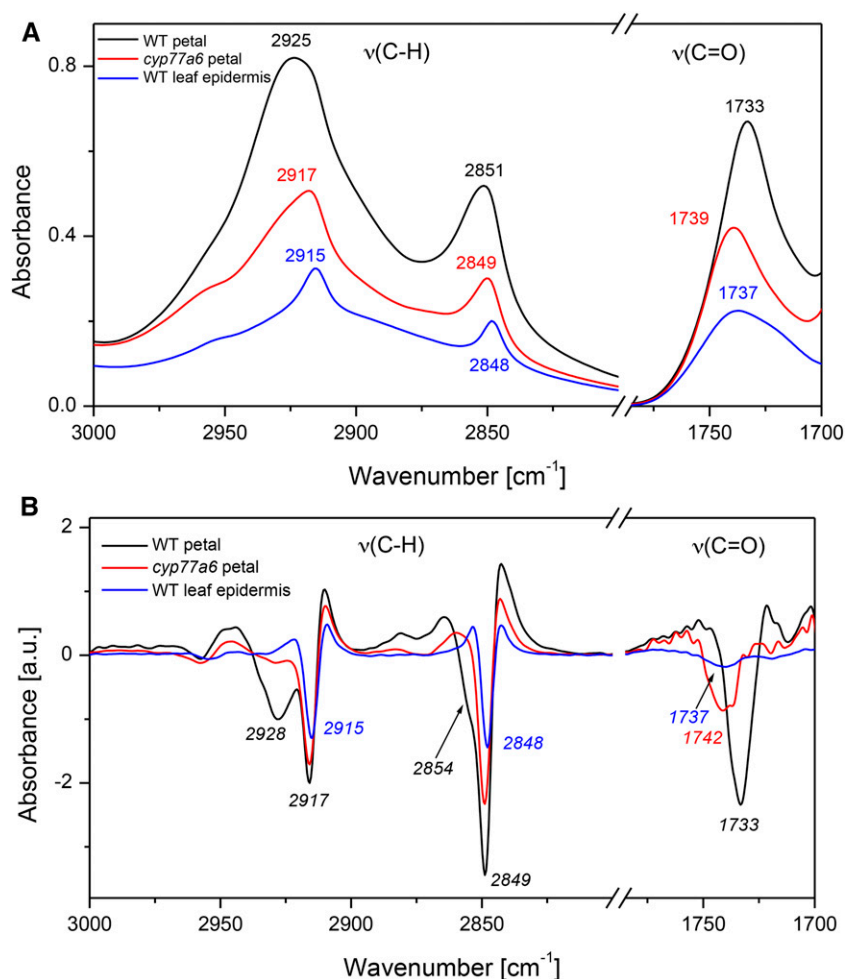 A
WT petal
cyp77a6 petal
WT leaf epidermis
ν(C-H)
ν(C=O)
2925
2917
2915
2851
2849
2848
1733
1739
1737
Absorbance
0.8
0.4
0.0
3000 2950 2900 2850 1750 1700
Wavenumber [cm⁻¹]
B
WT petal
cyp77a6 petal
WT leaf epidermis
ν(C-H)
ν(C=O)
2928
2917
2915
2854
2849
2848
1737
1742
1733
Absorbance [a.u.]
2
0
-2
3000 2950 2900 2850 1750 1700
Wavenumber [cm⁻¹]